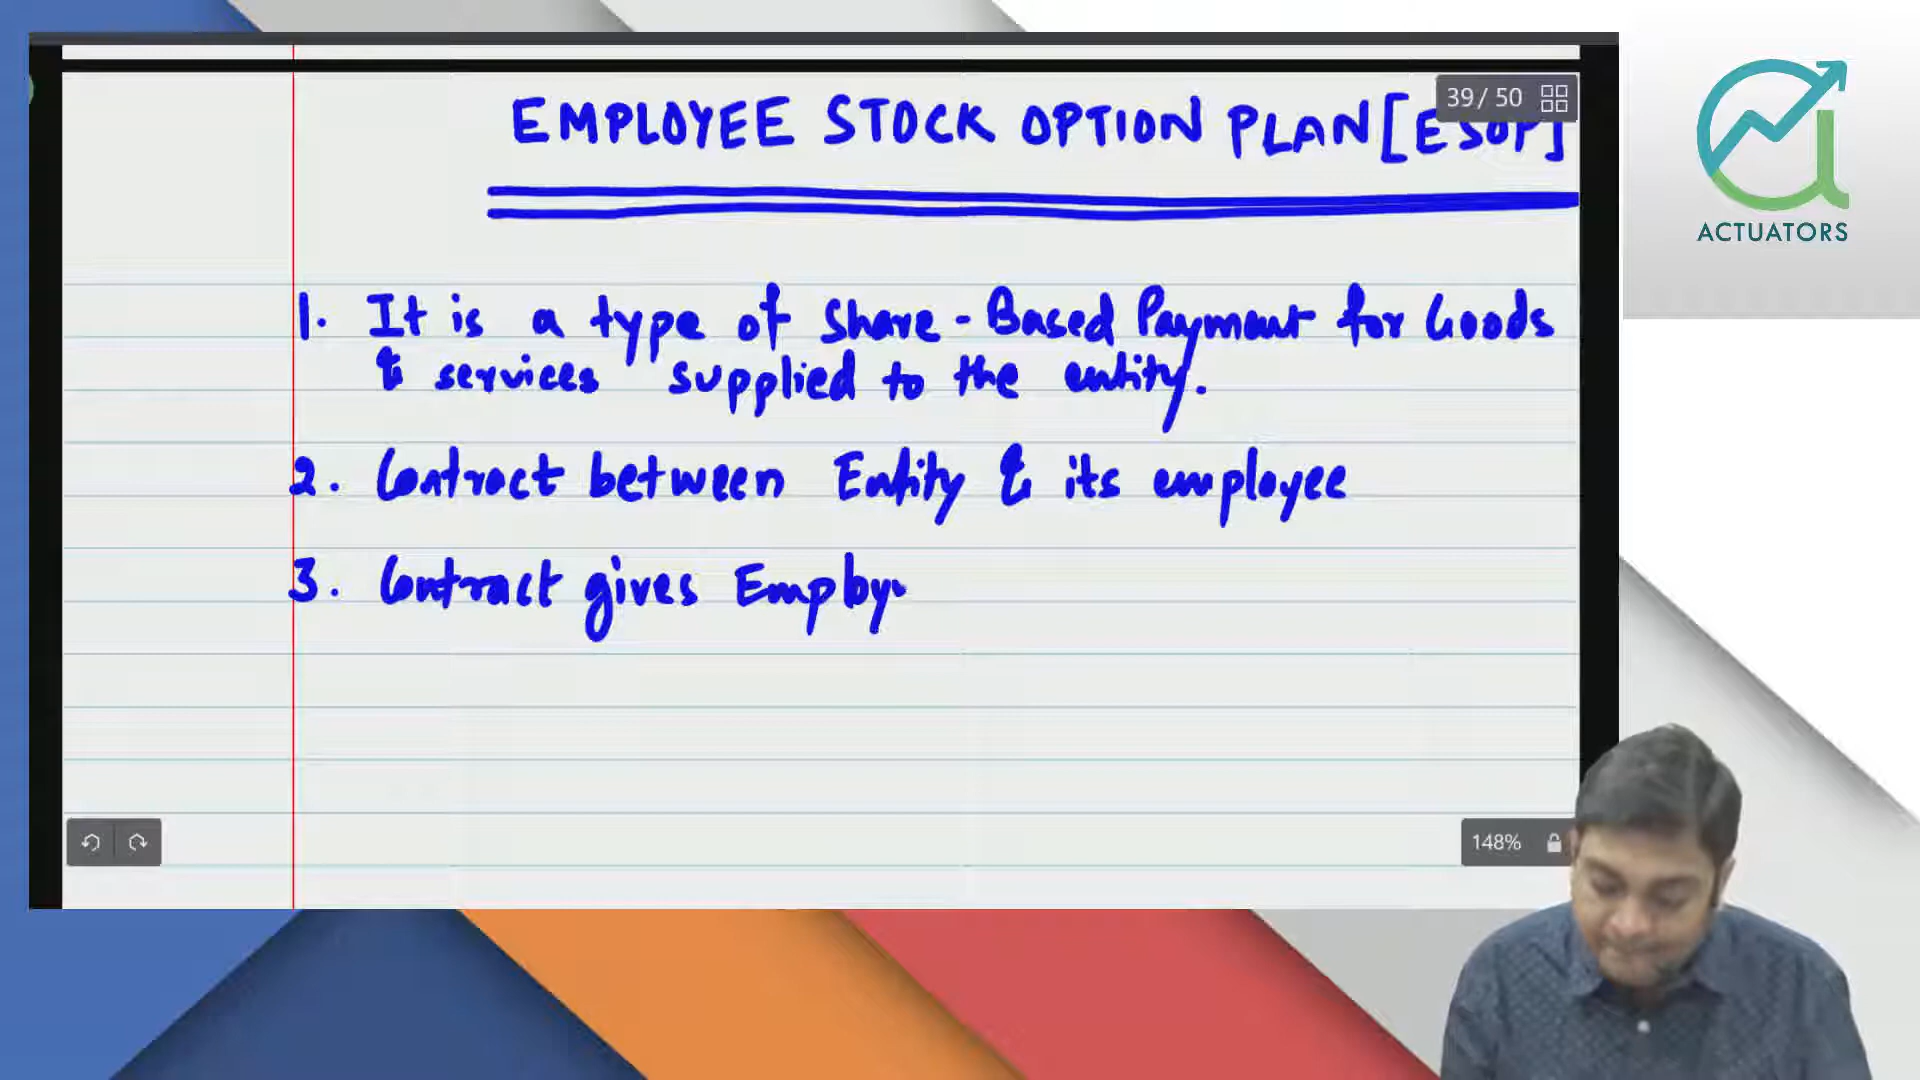 EMPLOYEE STOCK OPTION PLAN [ESOP]
39 / 50
ACTUATORS
1. It is a type of Share-Based Payment for Goods
& services supplied to the entity.
2. Contract between Entity & its employee
3. Contract gives Employ
148%